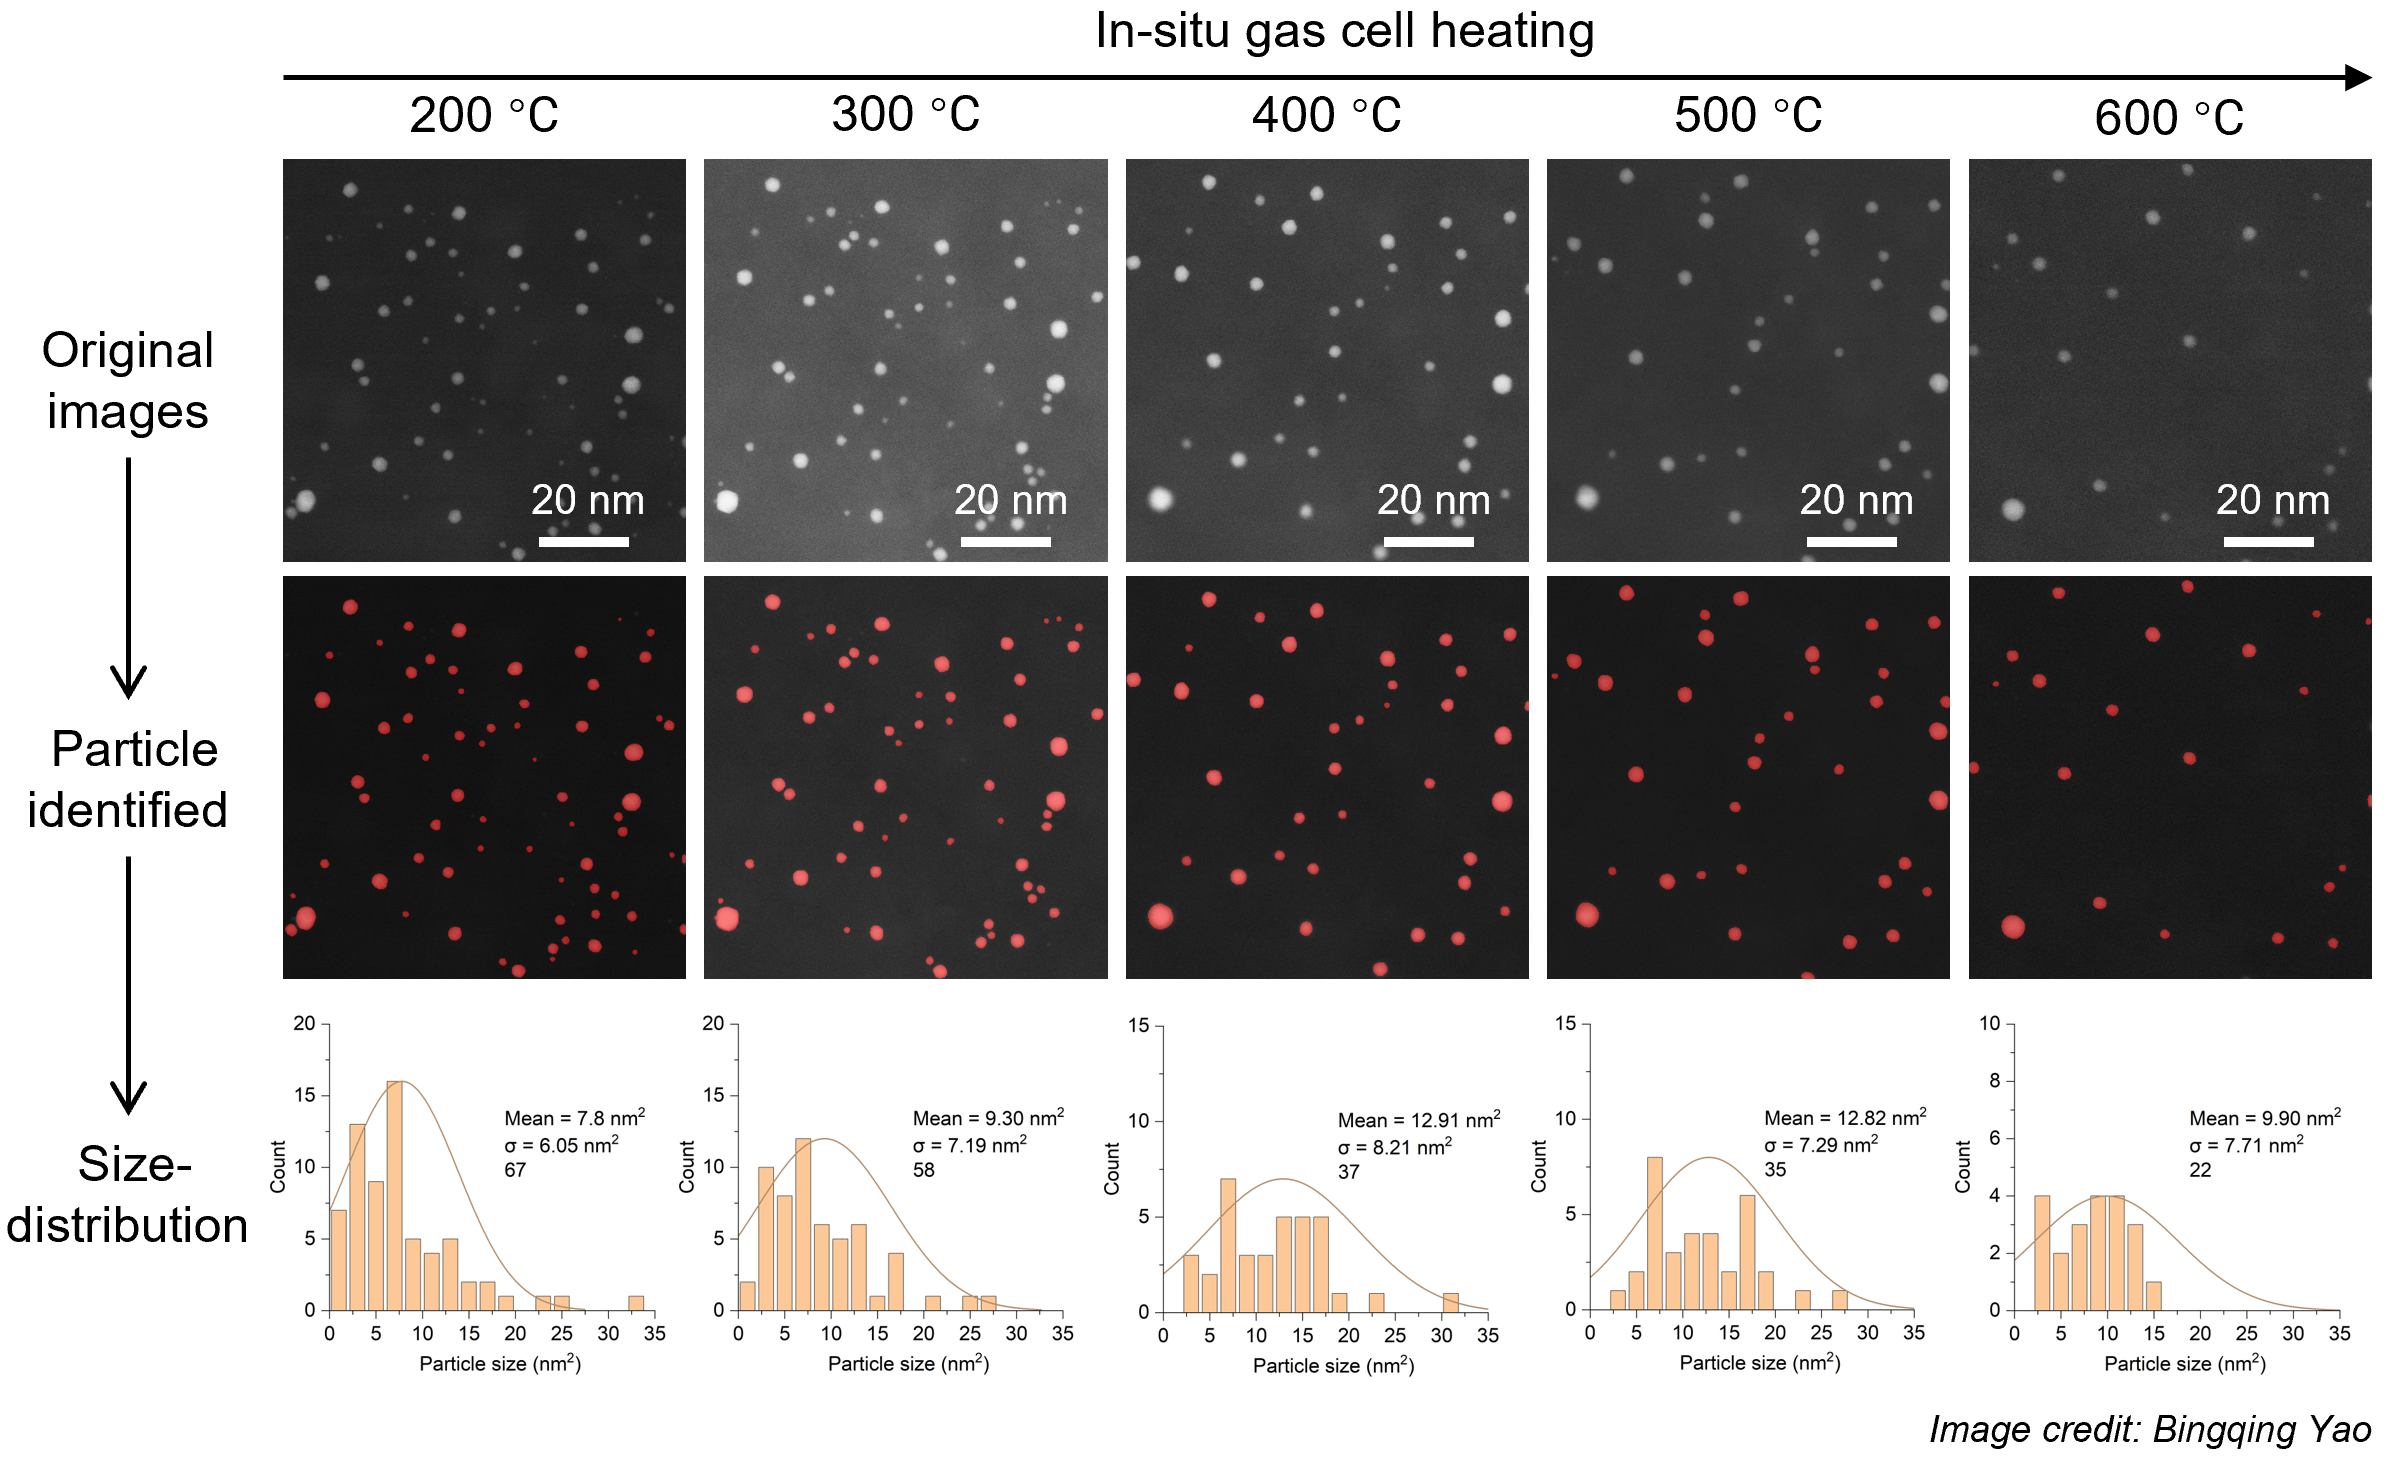 In-situ gas cell heating
200 °C
300 °C
400 °C
500 °C
600 °C
Original
images
20 nm
20 nm
20 nm
20 nm
20 nm
Particle
identified
Size-
distribution
Count
20
15
10
5
0
Mean = 7.8 nm²
σ = 6.05 nm²
67
0 5 10 15 20 25 30 35
Particle size (nm²)
Count
20
15
10
5
0
Mean = 9.30 nm²
σ = 7.19 nm²
58
0 5 10 15 20 25 30 35
Particle size (nm²)
Count
15
10
5
0
Mean = 12.91 nm²
σ = 8.21 nm²
37
0 5 10 15 20 25 30 35
Particle size (nm²)
Count
15
10
5
0
Mean = 12.82 nm²
σ = 7.29 nm²
35
0 5 10 15 20 25 30 35
Particle size (nm²)
Count
10
8
6
4
2
0
Mean = 9.90 nm²
σ = 7.71 nm²
22
0 5 10 15 20 25 30 35
Particle size (nm²)
Image credit: Bingqing Yao